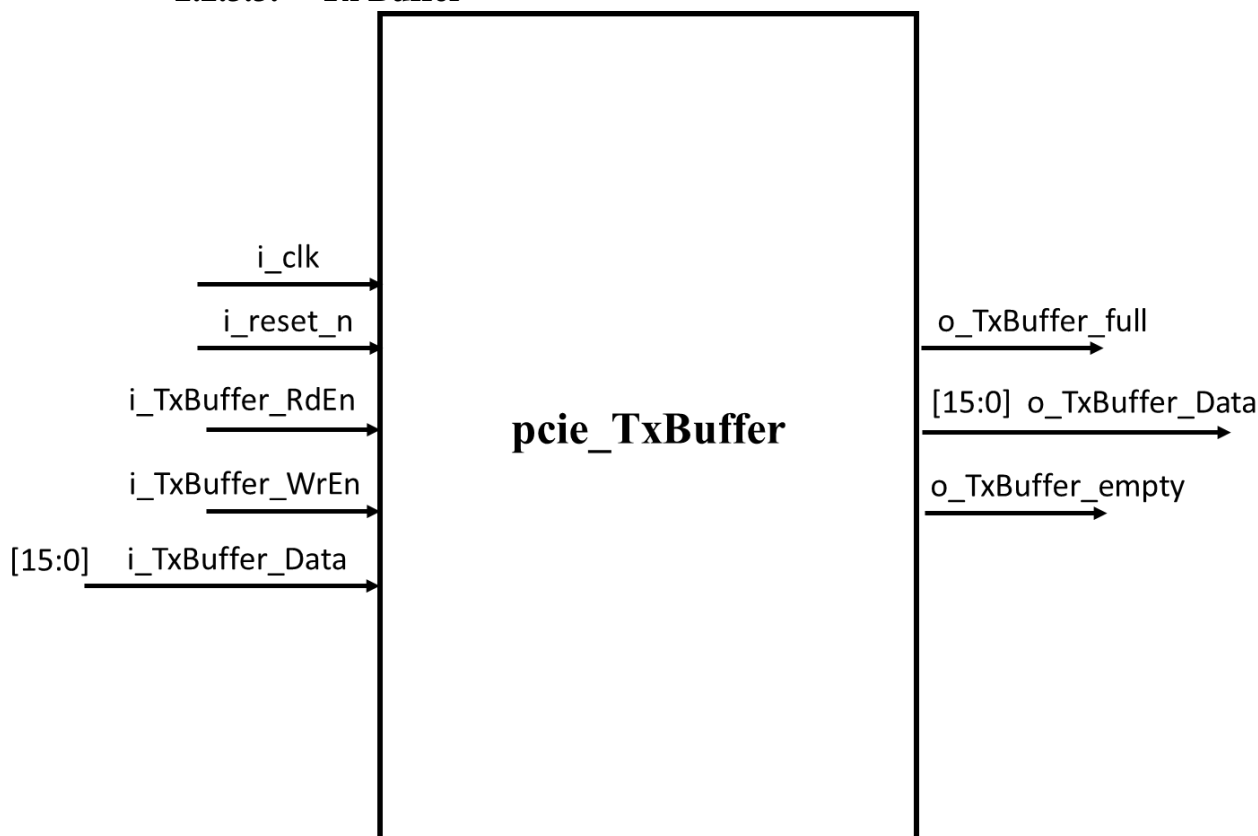 i_clk
i_reset_n
i_TxBuffer_RdEn
i_TxBuffer_WrEn
[15:0] i_TxBuffer_Data
pcie_TxBuffer
o_TxBuffer_full
[15:0] o_TxBuffer_Data
o_TxBuffer_empty